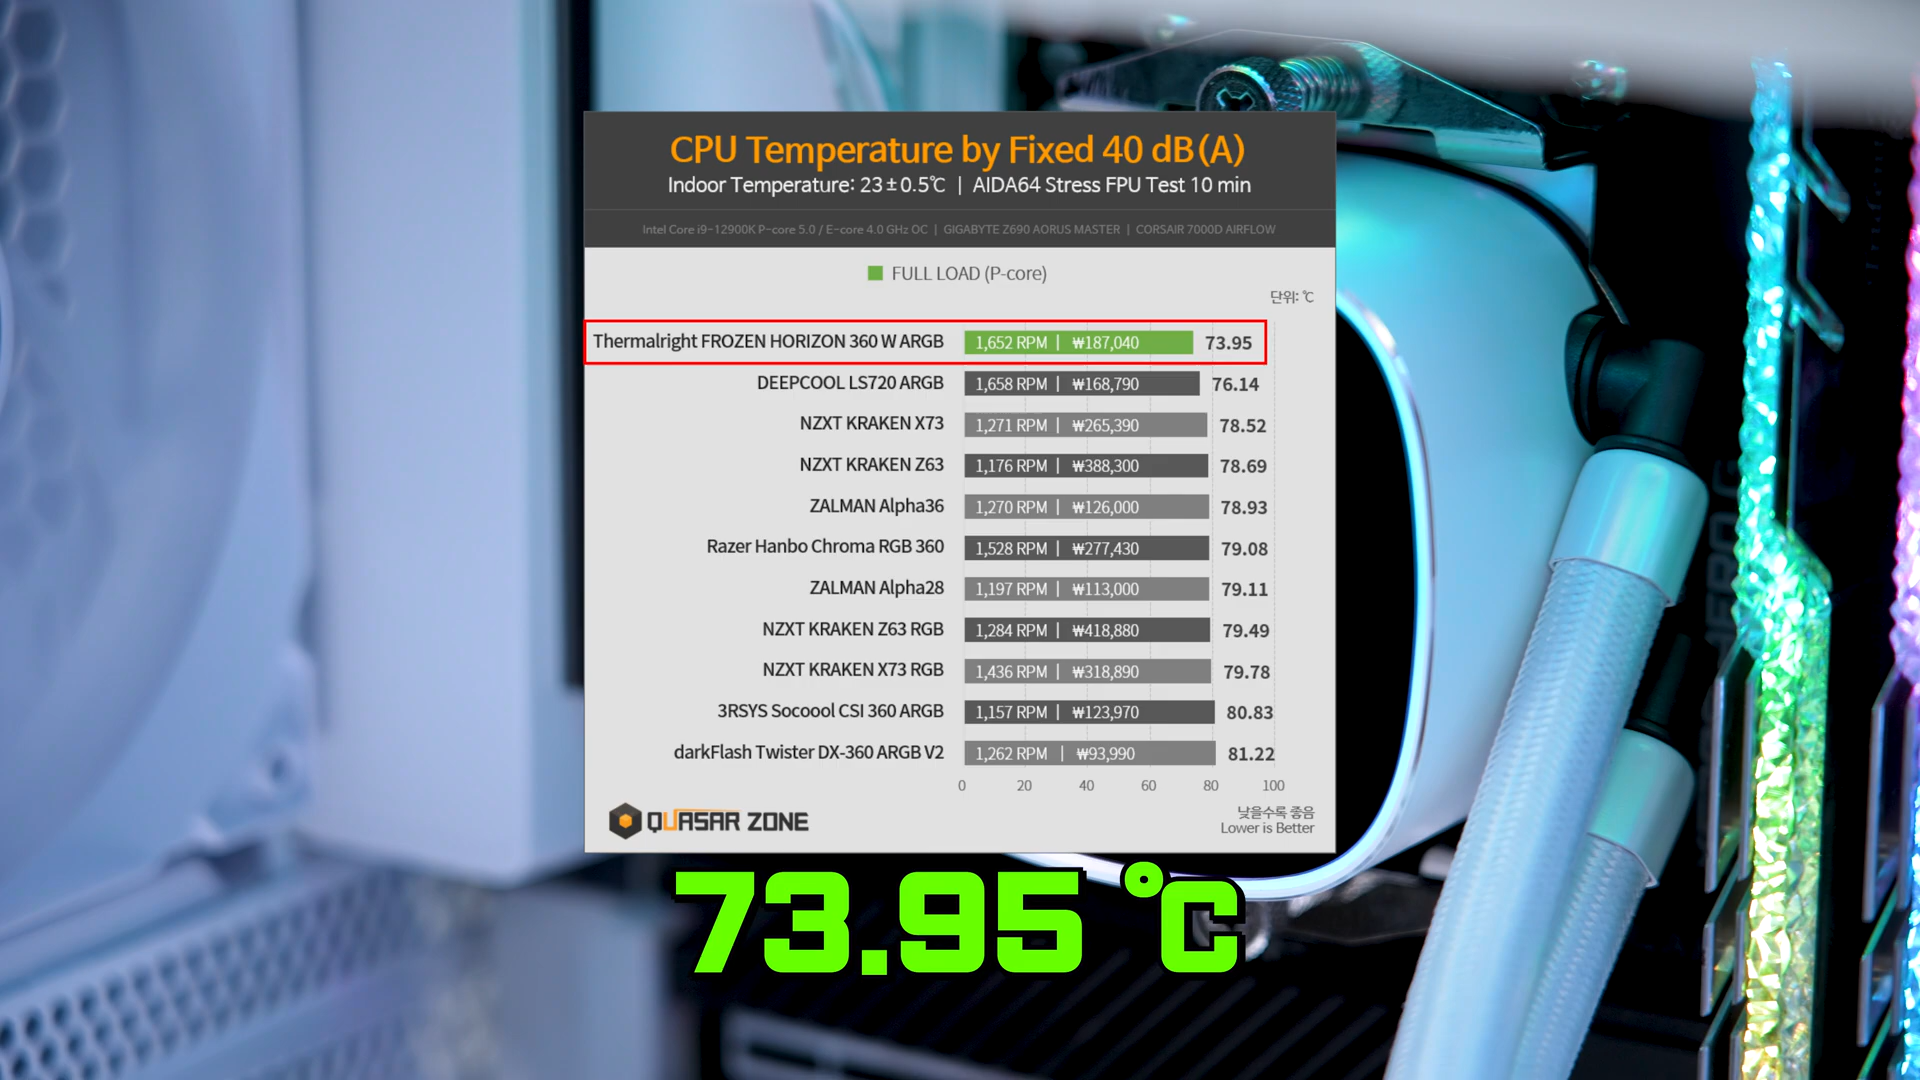 CPU Temperature by Fixed 40 dB(A)
Indoor Temperature: 23±0.5℃ | AIDA64 Stress FPU Test 10 min
Intel Core i9-12900K P-core 5.0 / E-core 4.0 GHz OC | GIGABYTE Z690 AORUS MASTER | CORSAIR 7000D AIRFLOW
FULL LOAD (P-core)
단위: ℃
Thermalright FROZEN HORIZON 360 W ARGB 1,652 RPM | ₩187,040 73.95
DEEPCOOL LS720 ARGB 1,658 RPM | ₩168,790 76.14
NZXT KRAKEN X73 1,271 RPM | ₩265,390 78.52
NZXT KRAKEN Z63 1,176 RPM | ₩388,300 78.69
ZALMAN Alpha36 1,270 RPM | ₩126,000 78.93
Razer Hanbo Chroma RGB 360 1,528 RPM | ₩277,430 79.08
ZALMAN Alpha28 1,197 RPM | ₩113,000 79.11
NZXT KRAKEN Z63 RGB 1,284 RPM | ₩418,880 79.49
NZXT KRAKEN X73 RGB 1,436 RPM | ₩318,890 79.78
3RSYS Socoool CSI 360 ARGB 1,157 RPM | ₩123,970 80.83
darkFlash Twister DX-360 ARGB V2 1,262 RPM | ₩93,990 81.22
0 20 40 60 80 100
QUASAR ZONE
낮을수록 좋음
Lower is Better
73.95 ℃